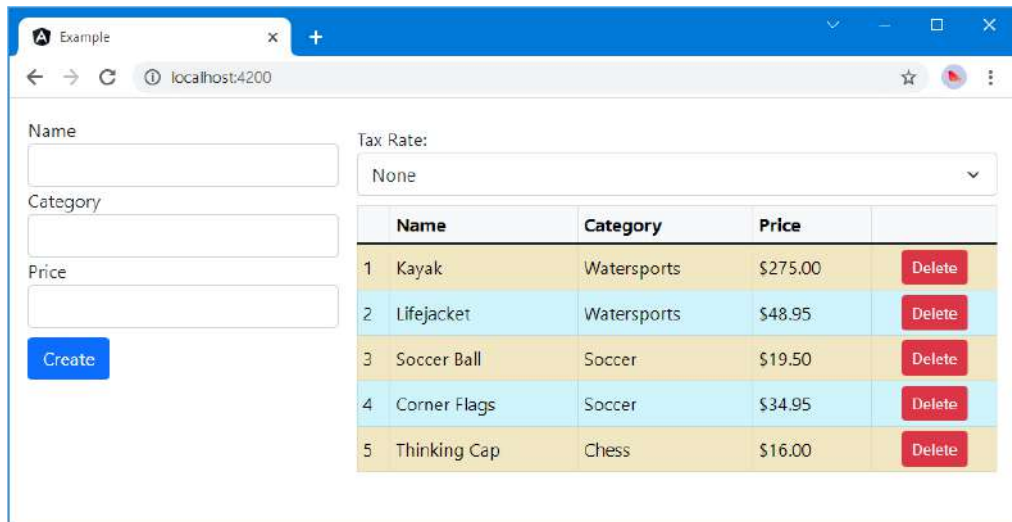 Example
localhost:4200
Name
Category
Price
Create
Tax Rate:
None
Name Category Price
1 Kayak Watersports $275.00 Delete
2 Lifejacket Watersports $48.95 Delete
3 Soccer Ball Soccer $19.50 Delete
4 Corner Flags Soccer $34.95 Delete
5 Thinking Cap Chess $16.00 Delete